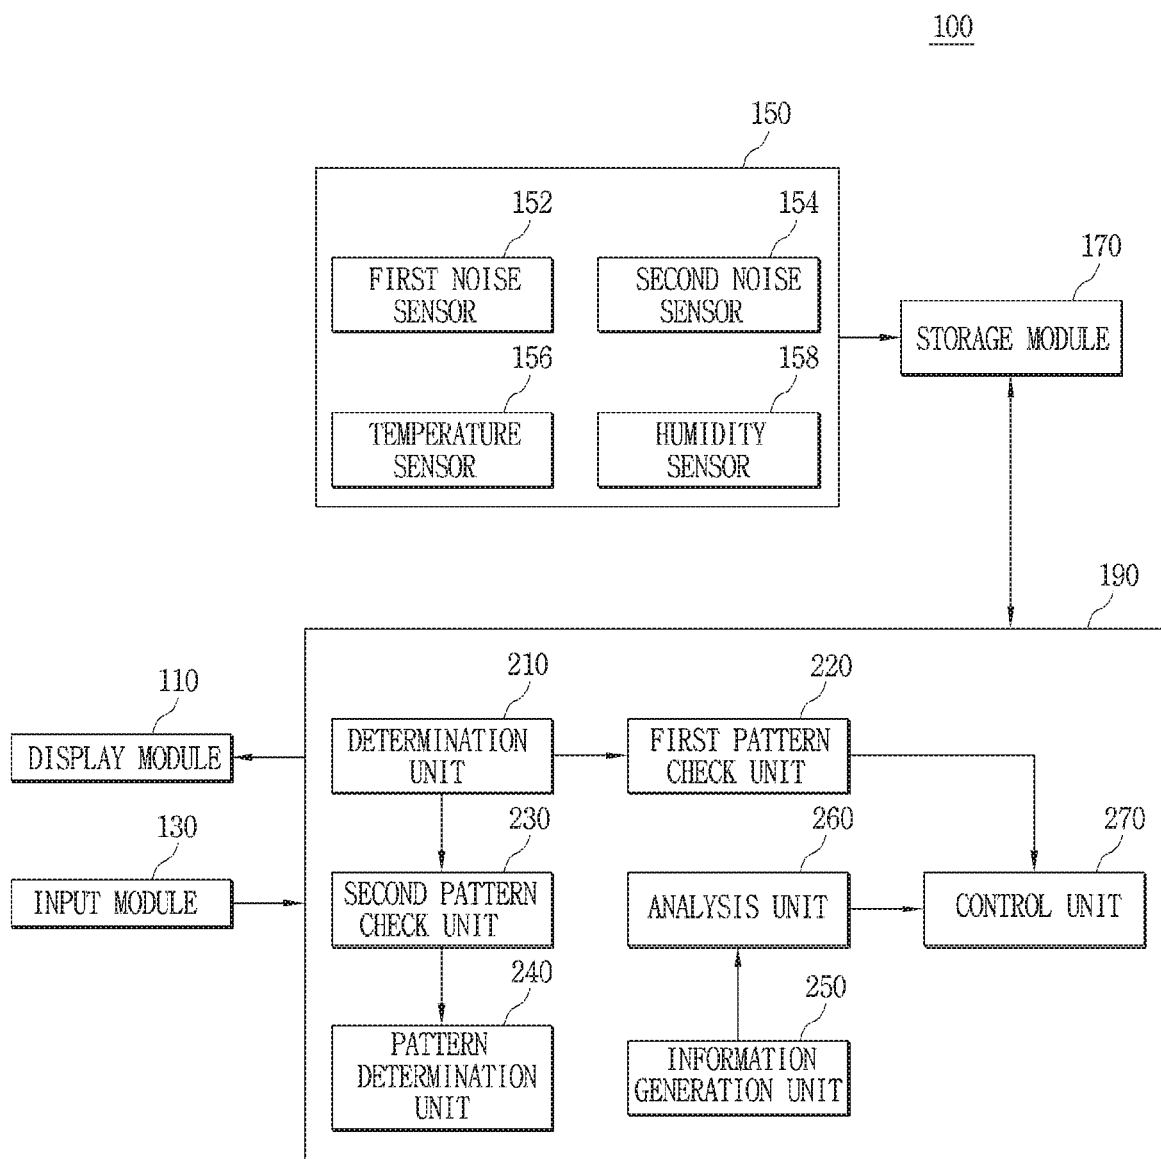 100
150
152
154
FIRST NOISE
SENSOR
SECOND NOISE
SENSOR
170
STORAGE MODULE
156
158
TEMPERATURE
SENSOR
HUMIDITY
SENSOR
190
110
210
220
DISPLAY MODULE
DETERMINATION
UNIT
FIRST PATTERN
CHECK UNIT
130
230
260
270
INPUT MODULE
SECOND PATTERN
CHECK UNIT
ANALYSIS UNIT
CONTROL UNIT
240
250
PATTERN
DETERMINATION
UNIT
INFORMATION
GENERATION UNIT